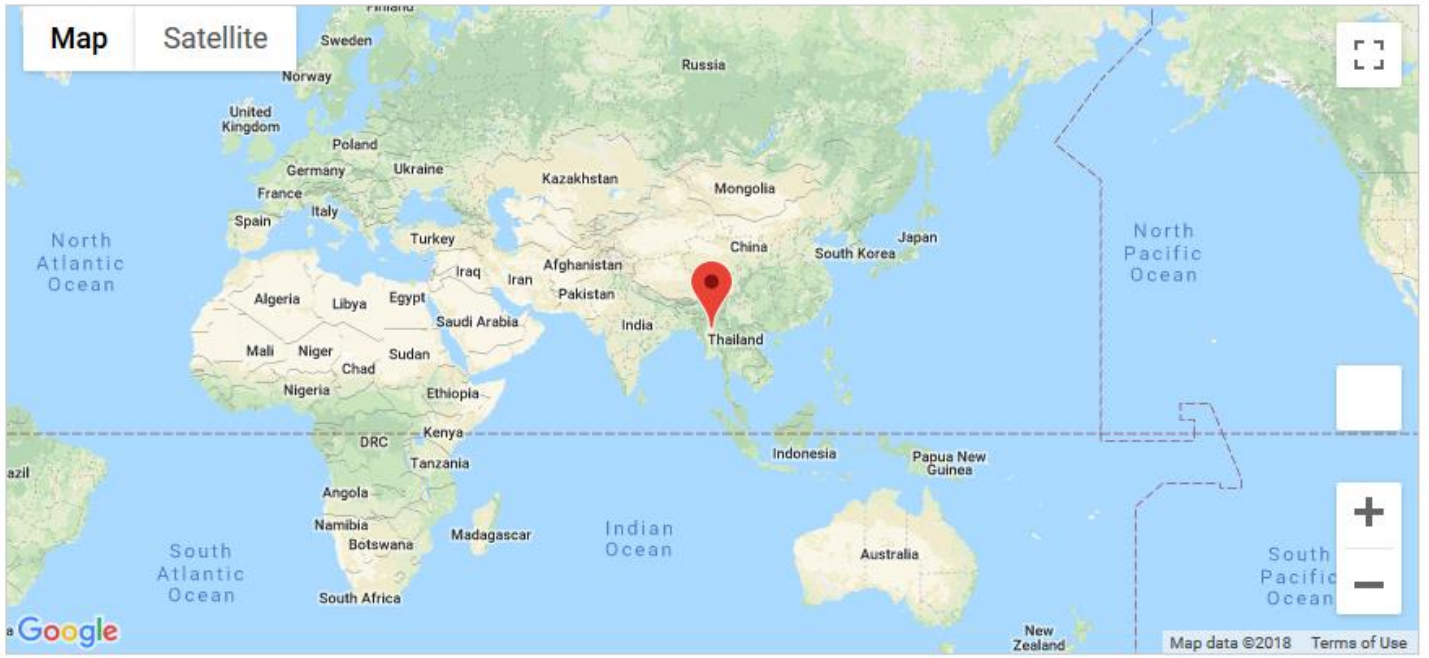 Map
Satellite
Finland
Sweden
Norway
Russia
United
Kingdom
Poland
Germany
Ukraine
Kazakhstan
Mongolia
France
Italy
Spain
Turkey
China
Japan
South Korea
North
Atlantic
Ocean
North
Pacific
Ocean
Iraq
Iran
Afghanistan
Pakistan
Algeria
Libya
Egypt
Saudi Arabia
India
Thailand
Mali
Niger
Chad
Sudan
Nigeria
Ethiopia
DRC
Kenya
Tanzania
Indonesia
Papua New
Guinea
azil
Angola
Namibia
Botswana
Madagascar
Indian
Ocean
Australia
South
Atlantic
Ocean
South
Pacific
Ocean
South Africa
New
Zealand
a
Google
Map data ©2018
Terms of Use